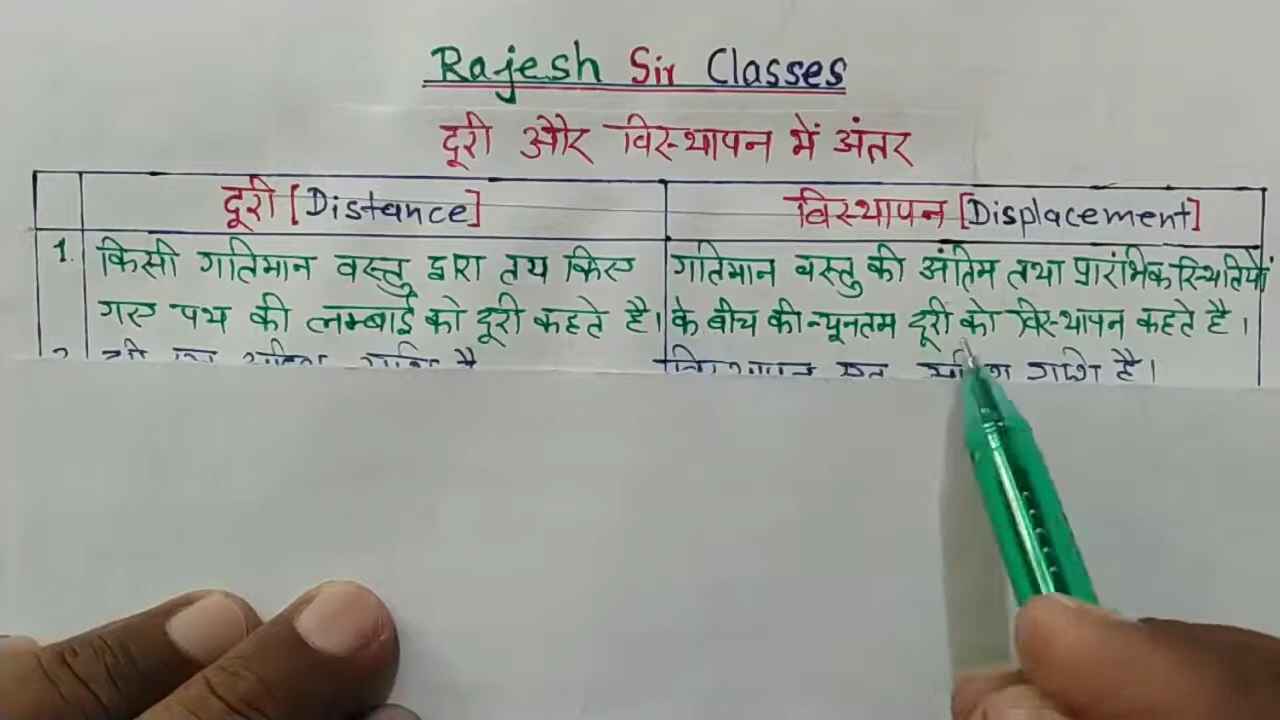 Rajesh Sir Classes
दूरी और विस्थापन में अंतर
दूरी [Distance]
विस्थापन [Displacement]
1. किसी गतिमान वस्तु द्वारा तय किए
गए पथ की लम्बाई को दूरी कहते है।
गतिमान वस्तु की अंतिम तथा प्रारंभिक स्थितियों
के बीच की न्यूनतम दूरी को विस्थापन कहते है।
राशि है।